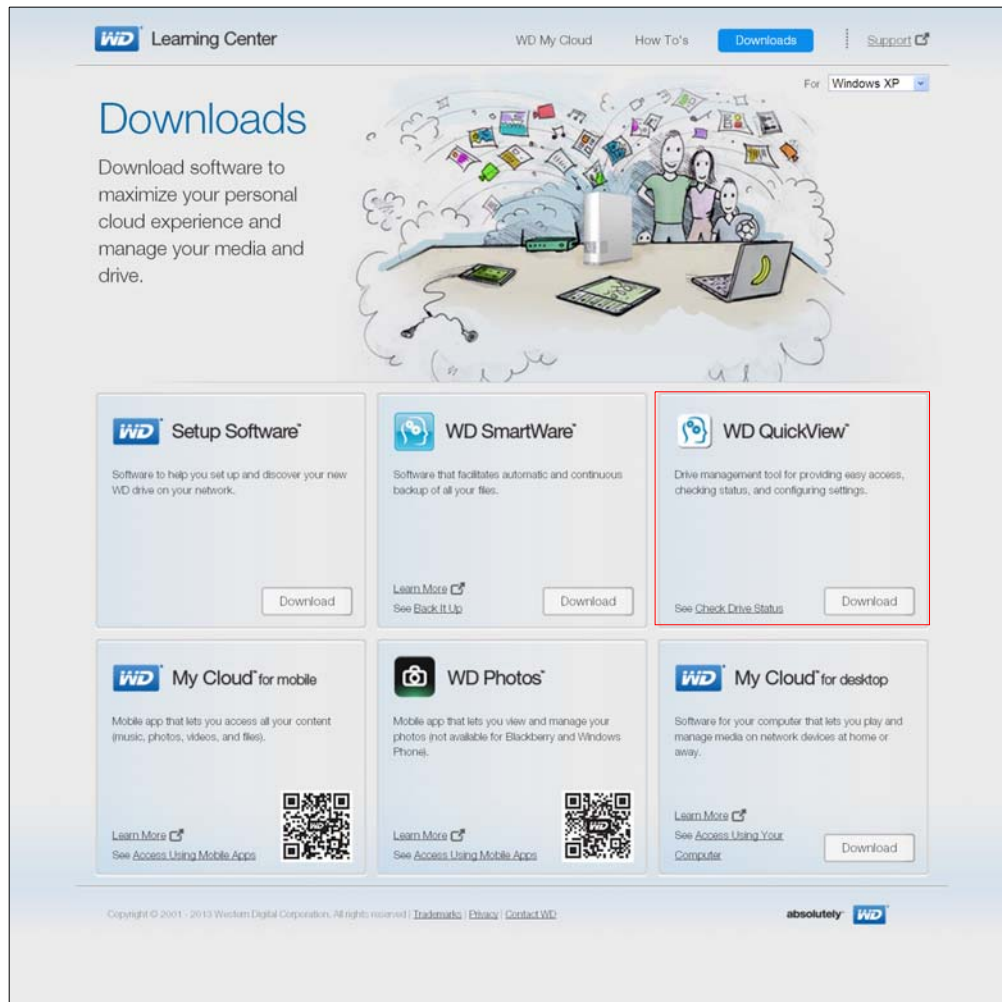 WD Learning Center
WD My Cloud
How To's
Downloads
Support
For Windows XP
Downloads
Download software to
maximize your personal
cloud experience and
manage your media and
drive.
WD Setup Software™
Software to help you set up and discover your new
WD drive on your network.
Download
WD SmartWare™
Software that facilitates automatic and continuous
backup of all your files.
Learn More
See Back It Up
Download
WD QuickView™
Drive management tool for providing easy access,
checking status, and configuring settings.
See Check Drive Status
Download
WD My Cloud™ for mobile
Mobile app that lets you access all your content
(music, photos, videos, and files).
Learn More
See Access Using Mobile Apps
WD
WD Photos™
Mobile app that lets you view and manage your
photos (not available for Blackberry and Windows
Phone).
Learn More
See Access Using Mobile Apps
WD
WD My Cloud™ for desktop
Software for your computer that lets you play and
manage media on network devices at home or
away.
Learn More
See Access Using Your
Computer
Download
Copyright © 2001 - 2013 Western Digital Corporation. All rights reserved | Trademarks | Privacy | Contact WD
absolutely™ WD